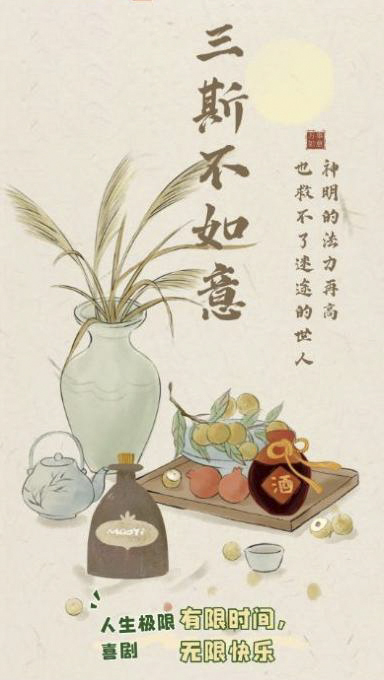 三斯不如意
万事如意
神明的法力再高
也救不了迷途的世人
酒
MaoYi
人生极限
喜剧
有限时间，
无限快乐